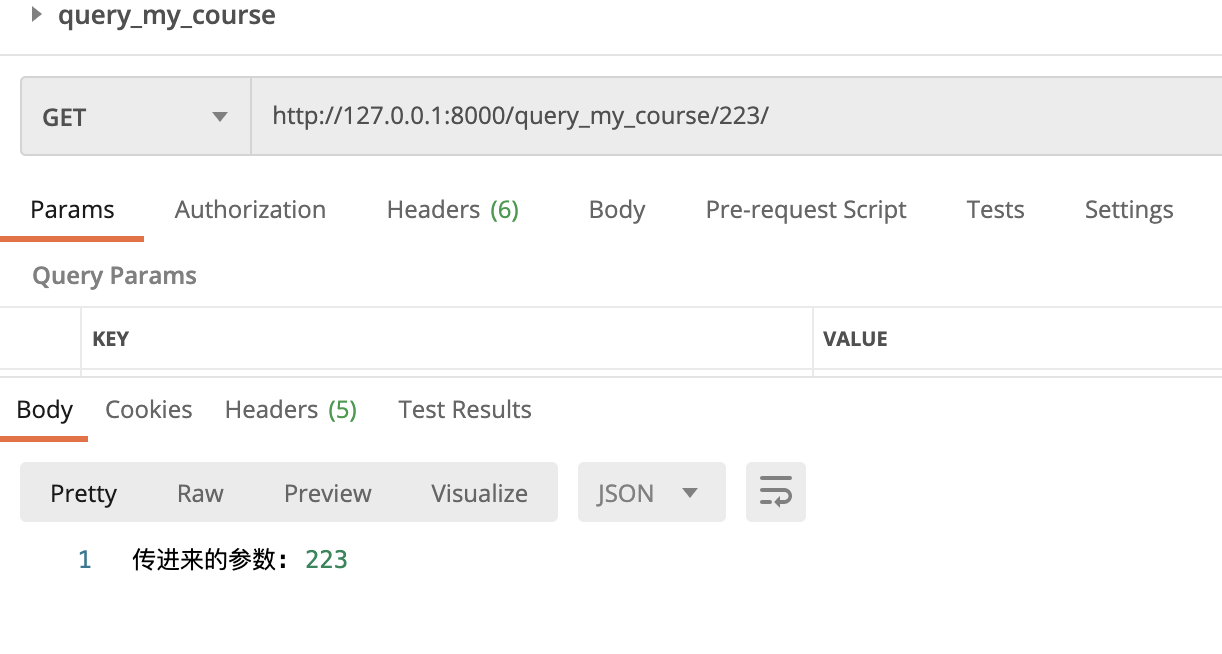 query_my_course
GET http://127.0.0.1:8000/query_my_course/223/
Params Authorization Headers (6) Body Pre-request Script Tests Settings
Query Params
KEY VALUE
Body Cookies Headers (5) Test Results
Pretty Raw Preview Visualize JSON
1 传进来的参数: 223